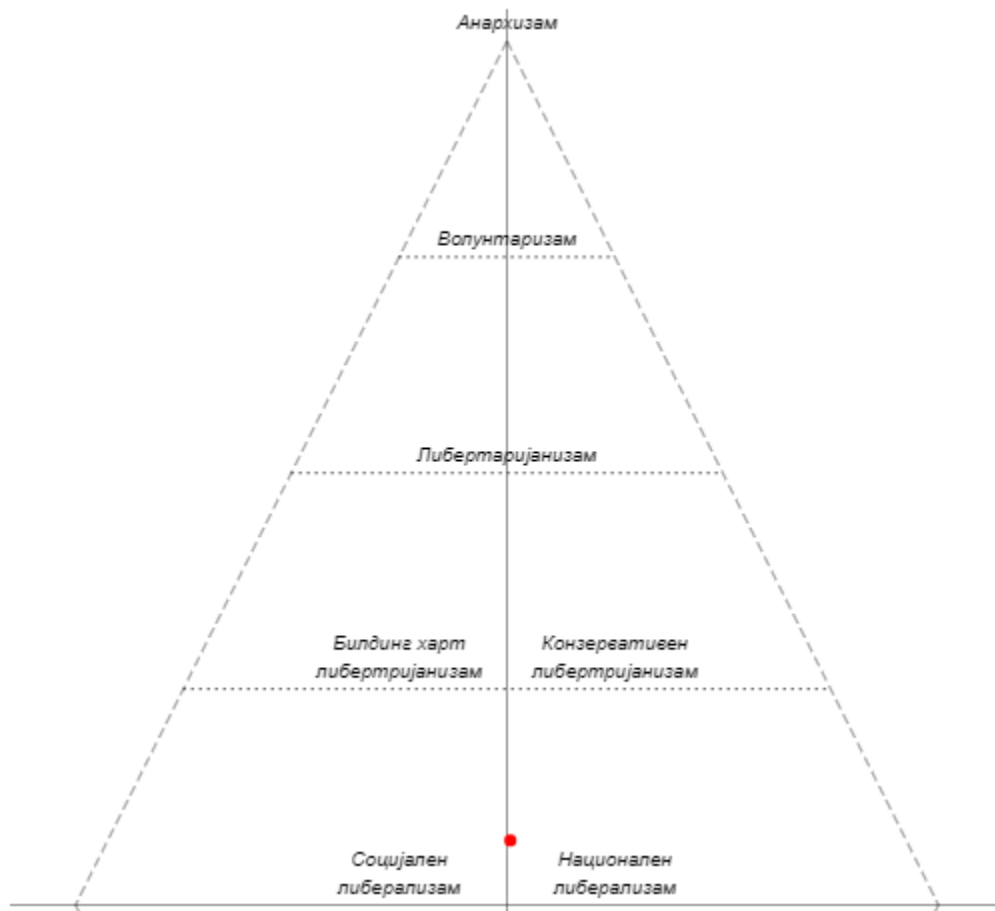 Анархизам
Волунтаризам
Либертаријанизам
Билдинг харт
либертријанизам
Конзервативен
либертријанизам
Социјален
либерализам
Национален
либерализам